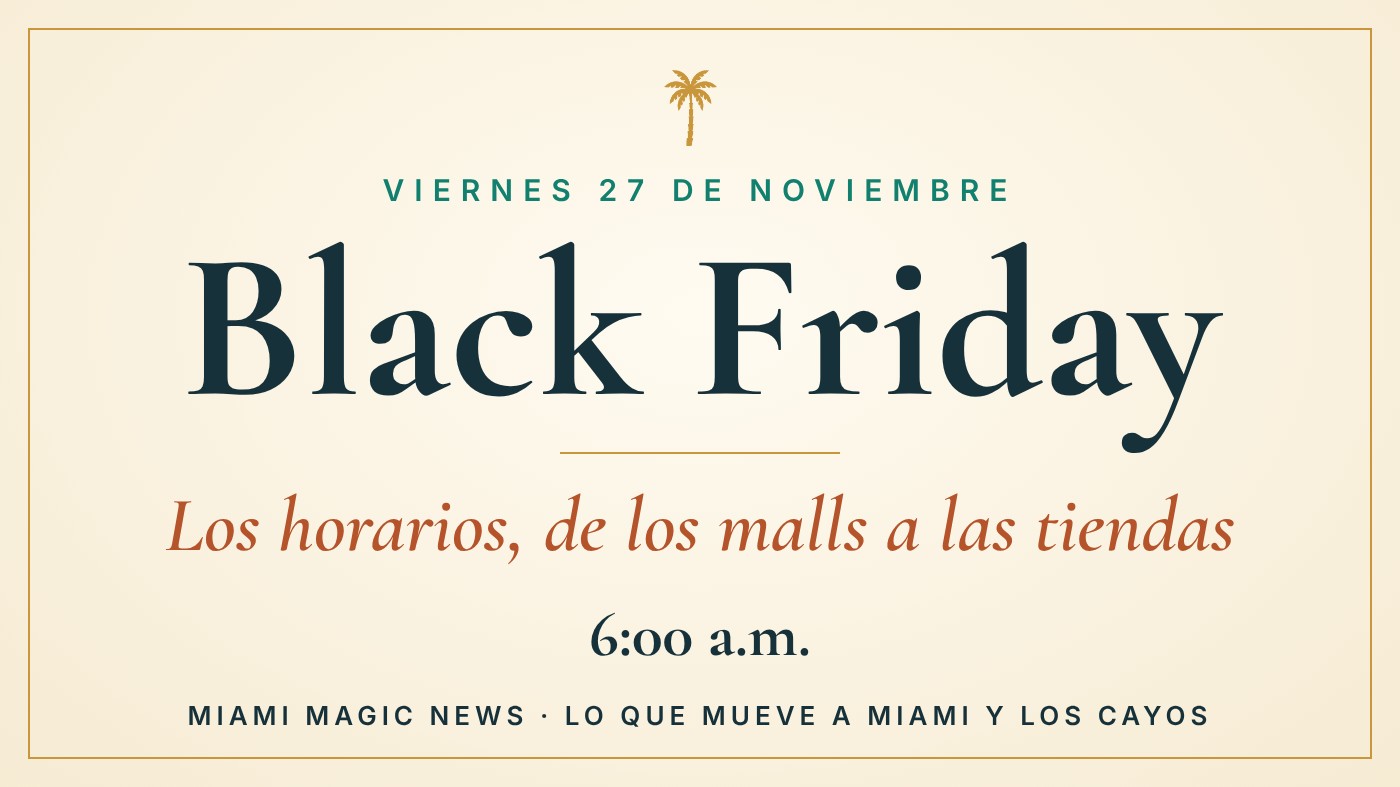 VIERNES 27 DE NOVIEMBRE
Black Friday
Los horarios, de los malls a las tiendas
6:00 a.m.
MIAMI MAGIC NEWS · LO QUE MUEVE A MIAMI Y LOS CAYOS